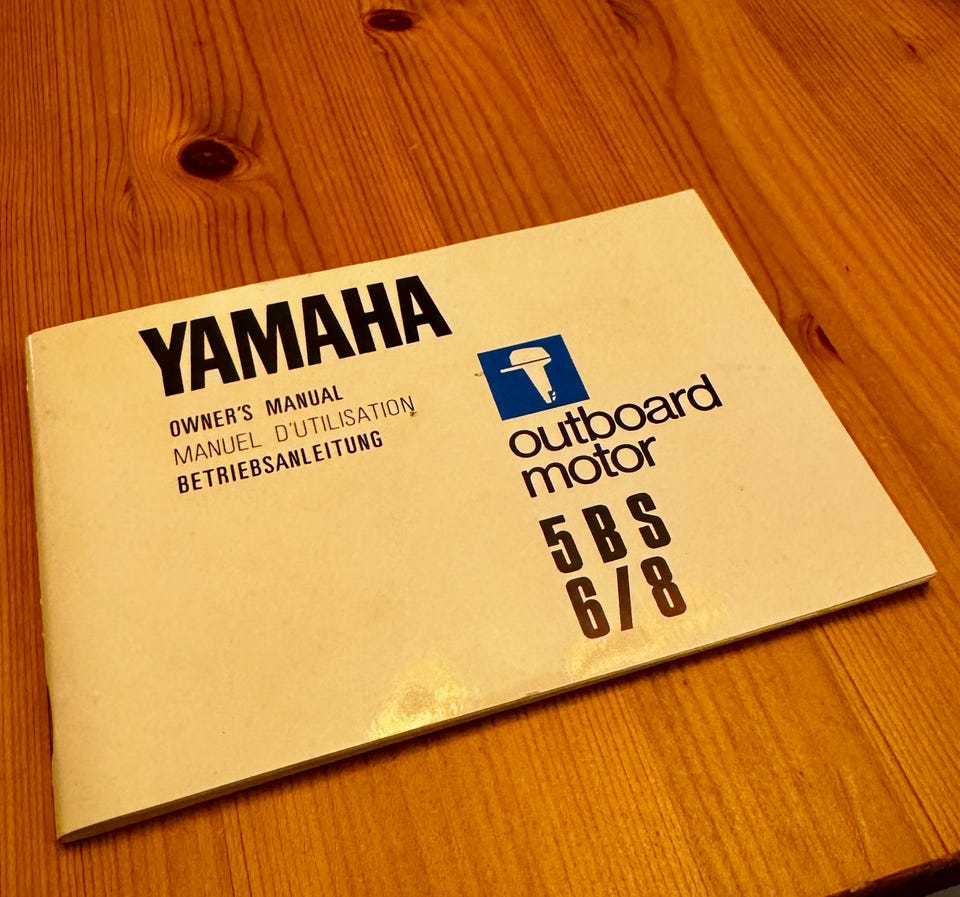 YAMAHA
OWNER'S MANUAL
MANUEL D'UTILISATION
BETRIEBSANLEITUNG
outboard
motor
5BS
6/8